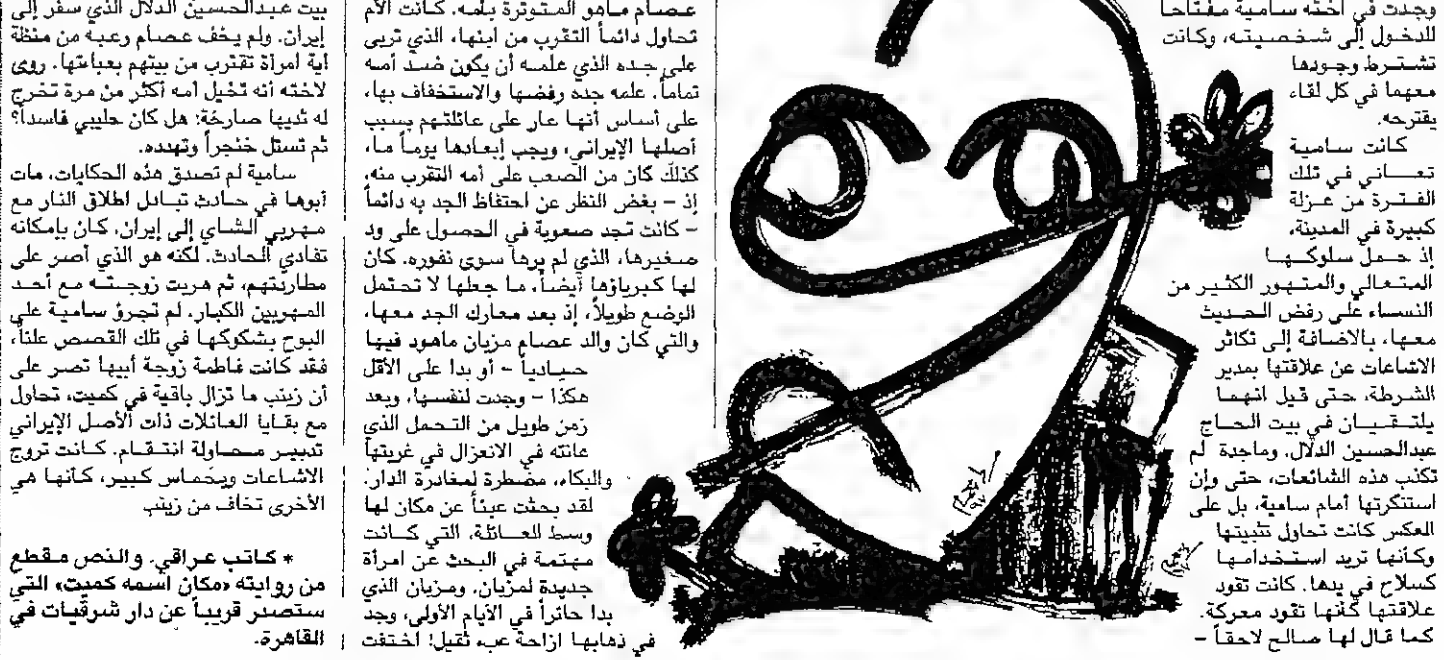 وجدت في أخته سامية مفتاحاً
للدخول إلى شخصيته، وكانت
تشترط وجودها
معهما في كل لقاء
يقترحه.
كانت سامية
تعاني في تلك
الفترة من عزلة
كبيرة في المدينة،
إذ حمل سلوكها
المتعالي والمتهور الكثير من
النساء على رفض الحديث
معها، بالاضافة إلى تكاثر
الاشاعات عن علاقتها بمدير
الشرطة، حتى قيل انهما
يلتقيان في بيت الحاج
عبدالحسين الدلال. وماجدة لم
تكذب هذه الشائعات، حتى وإن
استنكرتها أمام سامية، بل على
العكس كانت تحاول تثبيتها
وكأنها تريد استخدامها
كسلاح في يدها. كانت تقود
علاقتها كأنها تقود معركة.
كما قال لها صالح لاحقاً –
عصام ماهو المتوترة بأمه. كانت الأم
تحاول دائماً التقرب من ابنها، الذي تربى
على جده الذي علمه أن يكون ضد أمه
تماماً. علمه جده رفضها والاستخفاف بها،
على أساس أنها عار على عائلتهم بسبب
أصلها الإيراني، ويجب إبعادها يوماً ما،
كذلك كان من الصعب على أمه التقرب منه،
إذ – بغض النظر عن احتفاظ الجد به دائماً
– كانت تجد صعوبة في الحصول على ود
صغيرها، الذي لم يرها سوى نفوره. كان
لها كبرياؤها أيضاً. ما جعلها لا تحتمل
الوضع طويلاً، إذ بعد معارك الجد معها،
والتي كان والد عصام مزيان ماهود فيها
حيادياً – أو بدا على الأقل
هكذا – وجدت لنفسها، وبعد
زمن طويل من التحمل الذي
عانته في الانعزال في غرفتها
والبكاء، مضطرة لمغادرة الدار.
لقد بحثت عبثاً عن مكان لها
وسط العائلة، التي كانت
مهتمة في البحث عن امرأة
جديدة لمزيان. ومزيان الذي
بدا حائراً في الأيام الأولى، وجد
في ذهابها ازاحة عبء ثقيل! اختفت
بيت عبدالحسين الدلال الذي سفر إلى
إيران. ولم يخف عصام رعبه من منظة
أية امرأة تقترب من بيتهم بعباءتها. روى
لاخته أنه تخيل أمه أكثر من مرة تخرج
له ثديها صارخة: هل كان حليبي فاسداً؟
ثم تستل خنجراً وتهدده.
سامية لم تصدق هذه الحكايات، مات
أبوها في حادث تبادل اطلاق النار مع
مهربي الشاي إلى إيران. كان بإمكانه
تفادي الحادث. لكنه هو الذي أصر على
مطاردتهم، ثم هربت زوجته مع أحد
المهربين الكبار. لم تجرؤ سامية على
البوح بشكوكها في تلك القصص علناً،
فقد كانت فاطمة زوجة أبيها تصر على
أن زينب ما تزال باقية في كميت، تحاول
مع بقايا العائلات ذات الأصل الإيراني
تدبير محاولة انتقام. كانت تروج
الاشاعات وبحماس كبير، كأنها هي
الأخرى تخاف من زينب
* كاتب عراقي. والنص مقطع
من روايته «مكان اسمه كميت» التي
ستصدر قريباً عن دار شرقيات في
القاهرة.